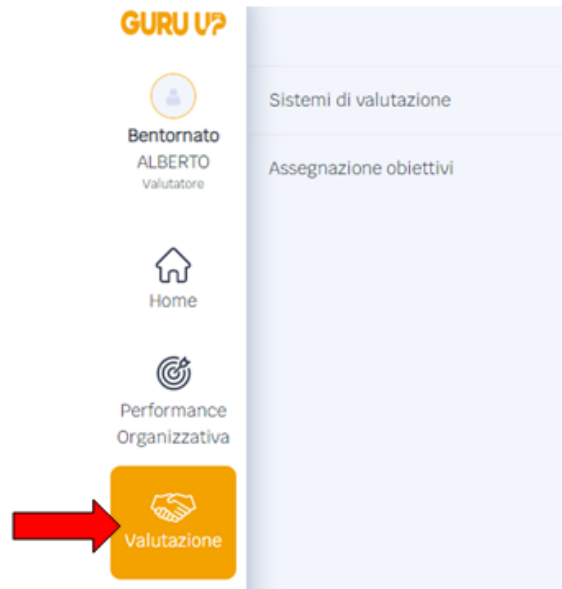 GURU UP
Bentornato
ALBERTO
Valutatore
Home
Performance
Organizzativa
Valutazione
Sistemi di valutazione
Assegnazione obiettivi